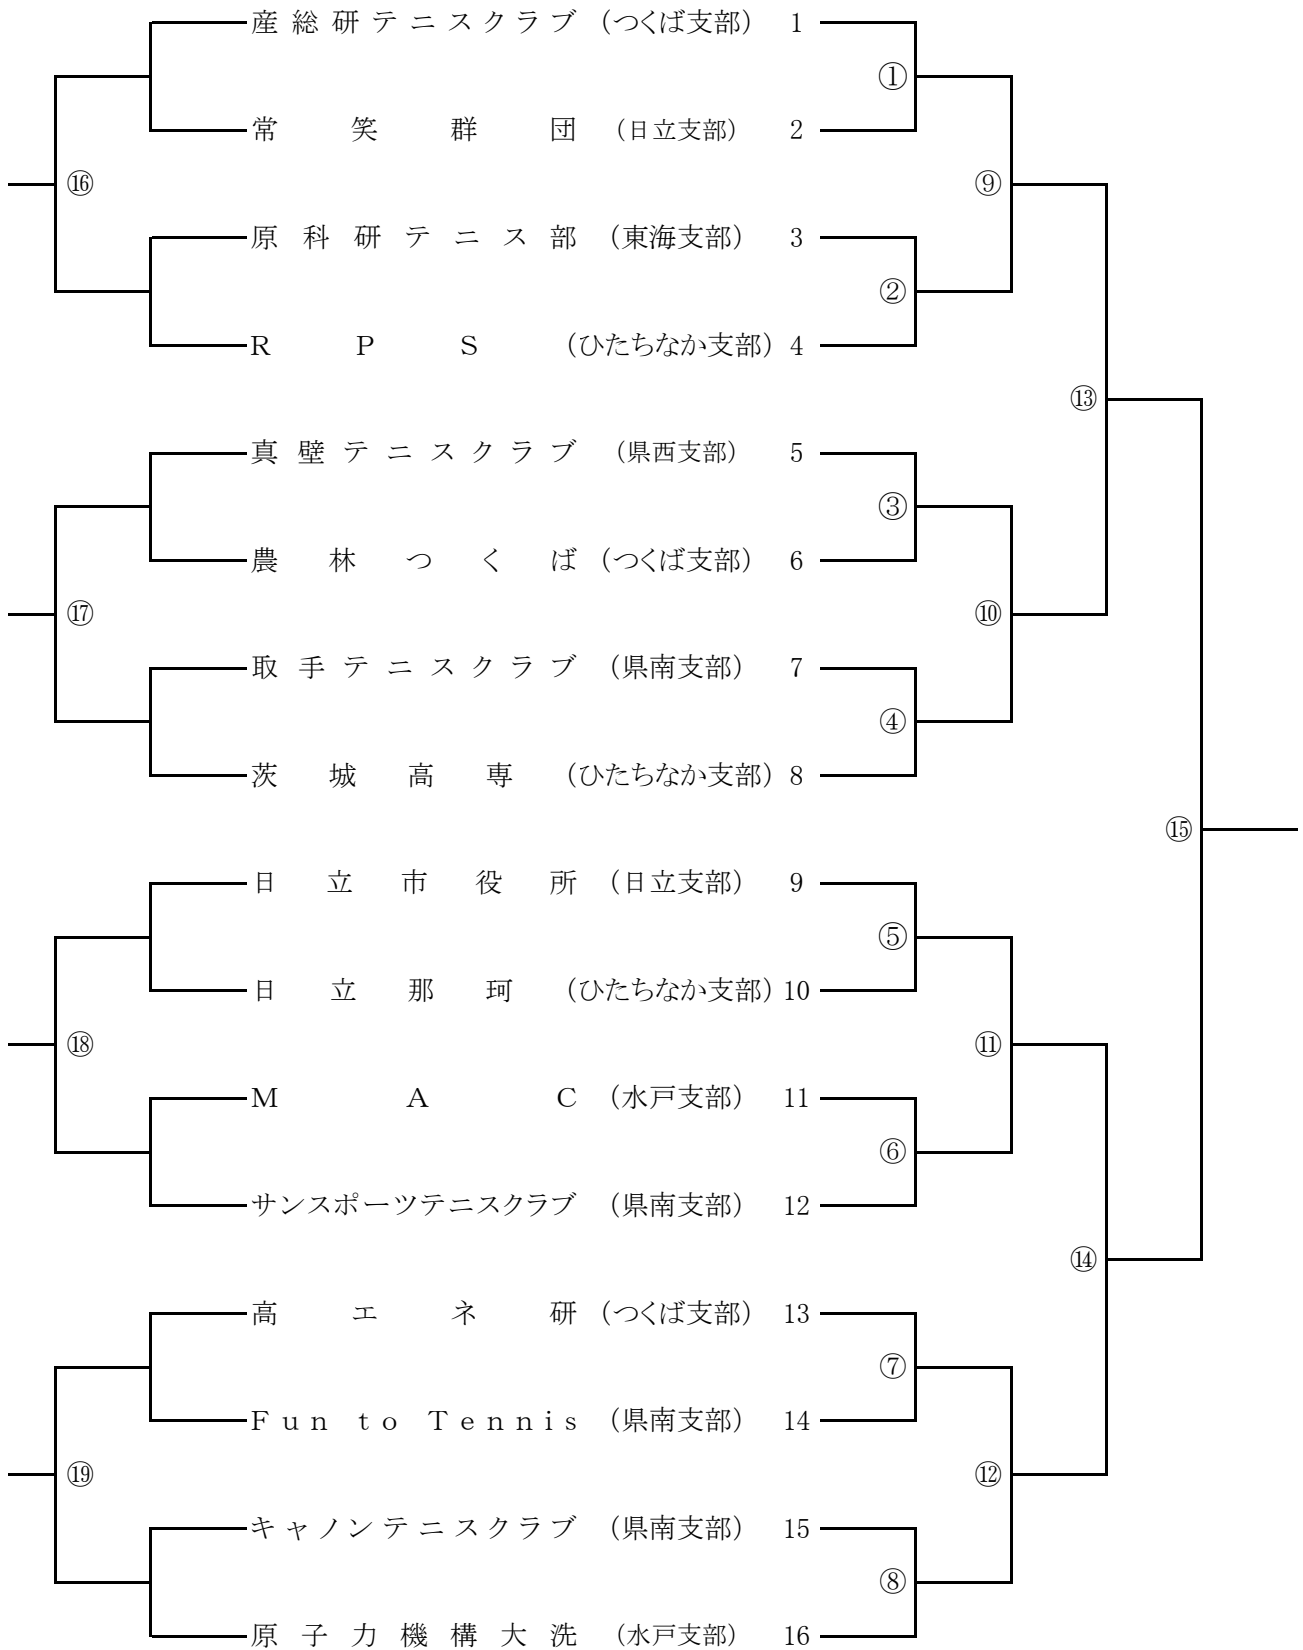 産総研テニスクラブ (つくば支部) 1
①
常笑群団 (日立支部) 2
⑯ ⑨
原科研テニス部 (東海支部) 3
②
RPS (ひたちなか支部) 4
⑬
真壁テニスクラブ (県西支部) 5
③
農林つくば (つくば支部) 6
⑰ ⑩
取手テニスクラブ (県南支部) 7
④
茨城高専 (ひたちなか支部) 8
⑮
日立市役所 (日立支部) 9
⑤
日立那珂 (ひたちなか支部) 10
⑱ ⑪
MAC (水戸支部) 11
⑥
サンスポーツテニスクラブ (県南支部) 12
⑭
高エネ研 (つくば支部) 13
⑦
Fun to Tennis (県南支部) 14
⑲ ⑫
キャノンテニスクラブ (県南支部) 15
⑧
原子力機構大洗 (水戸支部) 16